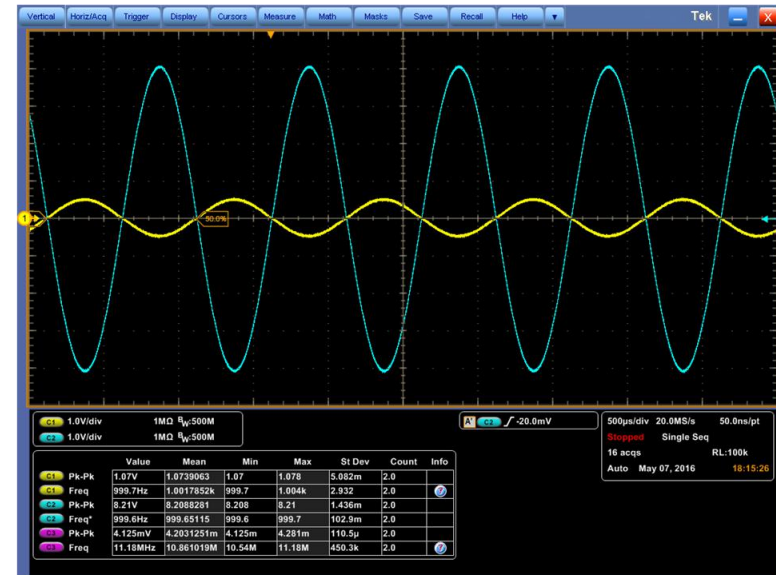 Vertical Horiz/Acq Trigger Display Cursors Measure Math Masks Save Recall Help Tek X
1
50.0%
C1 1.0V/div 1MΩ BW:500M
C2 1.0V/div 1MΩ BW:500M
A' C2 -20.0mV
500µs/div 20.0MS/s 50.0ns/pt
Stopped Single Seq
16 acqs RL:100k
Auto May 07, 2016 18:15:26
Value Mean Min Max St Dev Count Info
C1 Pk-Pk 1.07V 1.0739063 1.07 1.078 5.082m 2.0
C1 Freq 999.7Hz 1.0017852k 999.7 1.004k 2.932 2.0
C2 Pk-Pk 8.21V 8.2088281 8.208 8.21 1.436m 2.0
C2 Freq* 999.6Hz 999.65115 999.6 999.7 102.9m 2.0
C3 Pk-Pk 4.125mV 4.2031251m 4.125m 4.281m 110.5µ 2.0
C3 Freq 11.18MHz 10.861019M 10.54M 11.18M 450.3k 2.0